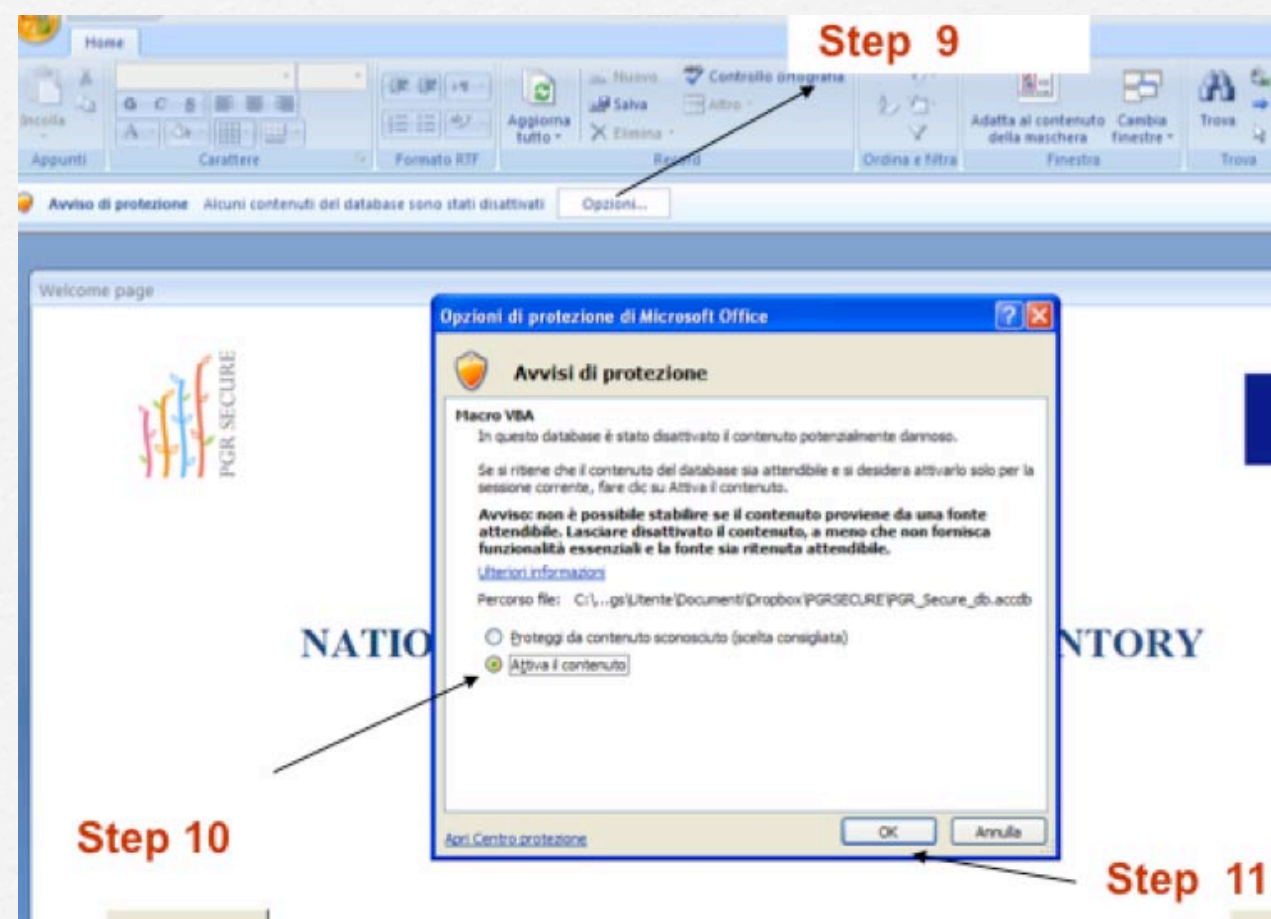 Step 9
Home
Incolla
G C S
A
Aggiorna tutto
Nuovo
Salva
Elimina
Controllo ortografia
Altro
Adatta al contenuto della maschera
Cambia finestre
Trova
Appunti
Carattere
Formato RTF
Record
Ordina e filtra
Finestra
Trova
Avviso di protezione Alcuni contenuti del database sono stati disattivati Opzioni...
Welcome page
PGR SECURE
Opzioni di protezione di Microsoft Office
Avvisi di protezione
Macro VBA
In questo database è stato disattivato il contenuto potenzialmente dannoso.
Se si ritiene che il contenuto del database sia attendibile e si desidera attivarlo solo per la
sessione corrente, fare clic su Attiva il contenuto.
Avviso: non è possibile stabilire se il contenuto proviene da una fonte
attendibile. Lasciare disattivato il contenuto, a meno che non fornisca
funzionalità essenziali e la fonte sia ritenuta attendibile.
Ulteriori informazioni
Percorso file: C:\...gs\Utente\Documenti\Dropbox\PGRSECURE\PGR_Secure_db.accdb
NATIO NTORY
Proteggi da contenuto sconosciuto (scelta consigliata)
Attiva il contenuto
Step 10
Apri Centro protezione
OK Annulla
Step 11